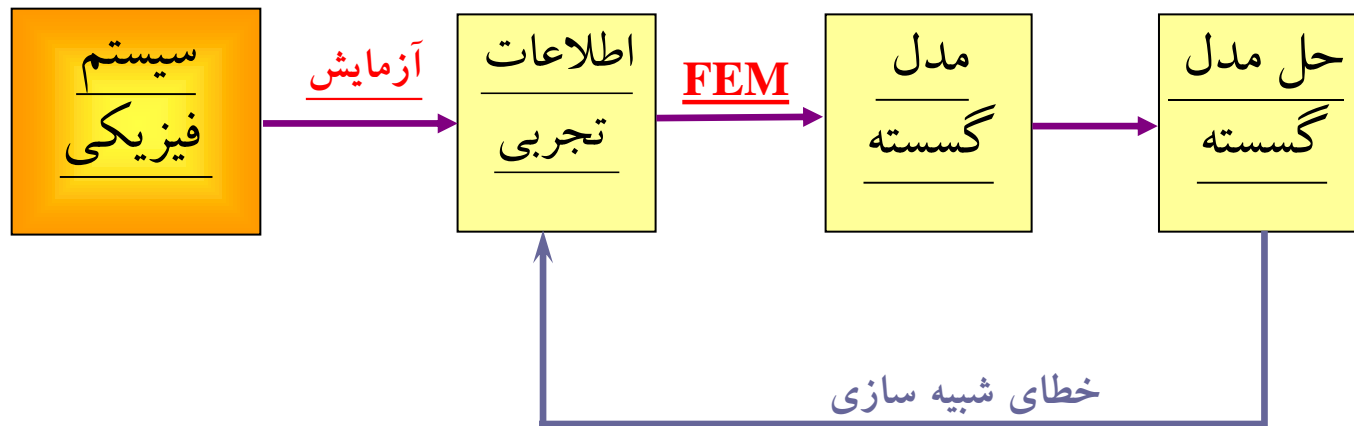 سیستم
فیزیکی
آزمایش
اطلاعات
تجربی
FEM
مدل
گسسته
حل مدل
گسسته
خطای شبیه سازی